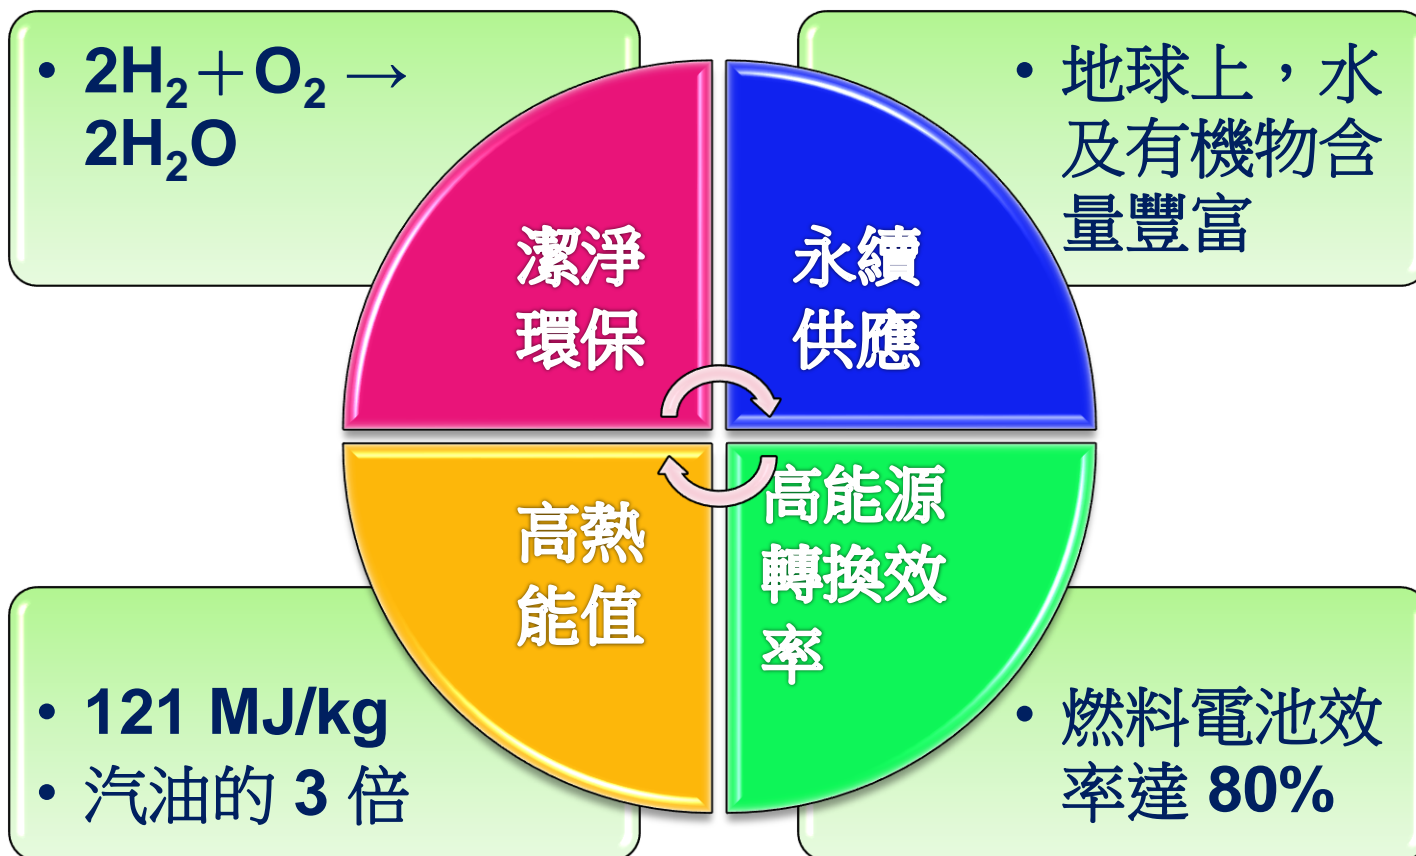 • 2H₂＋O₂ →
2H₂O
• 地球上，水
及有機物含
量豐富
潔淨
環保
永續
供應
高熱
能值
高能源
轉換效
率
• 121 MJ/kg
• 汽油的 3 倍
• 燃料電池效
率達 80%